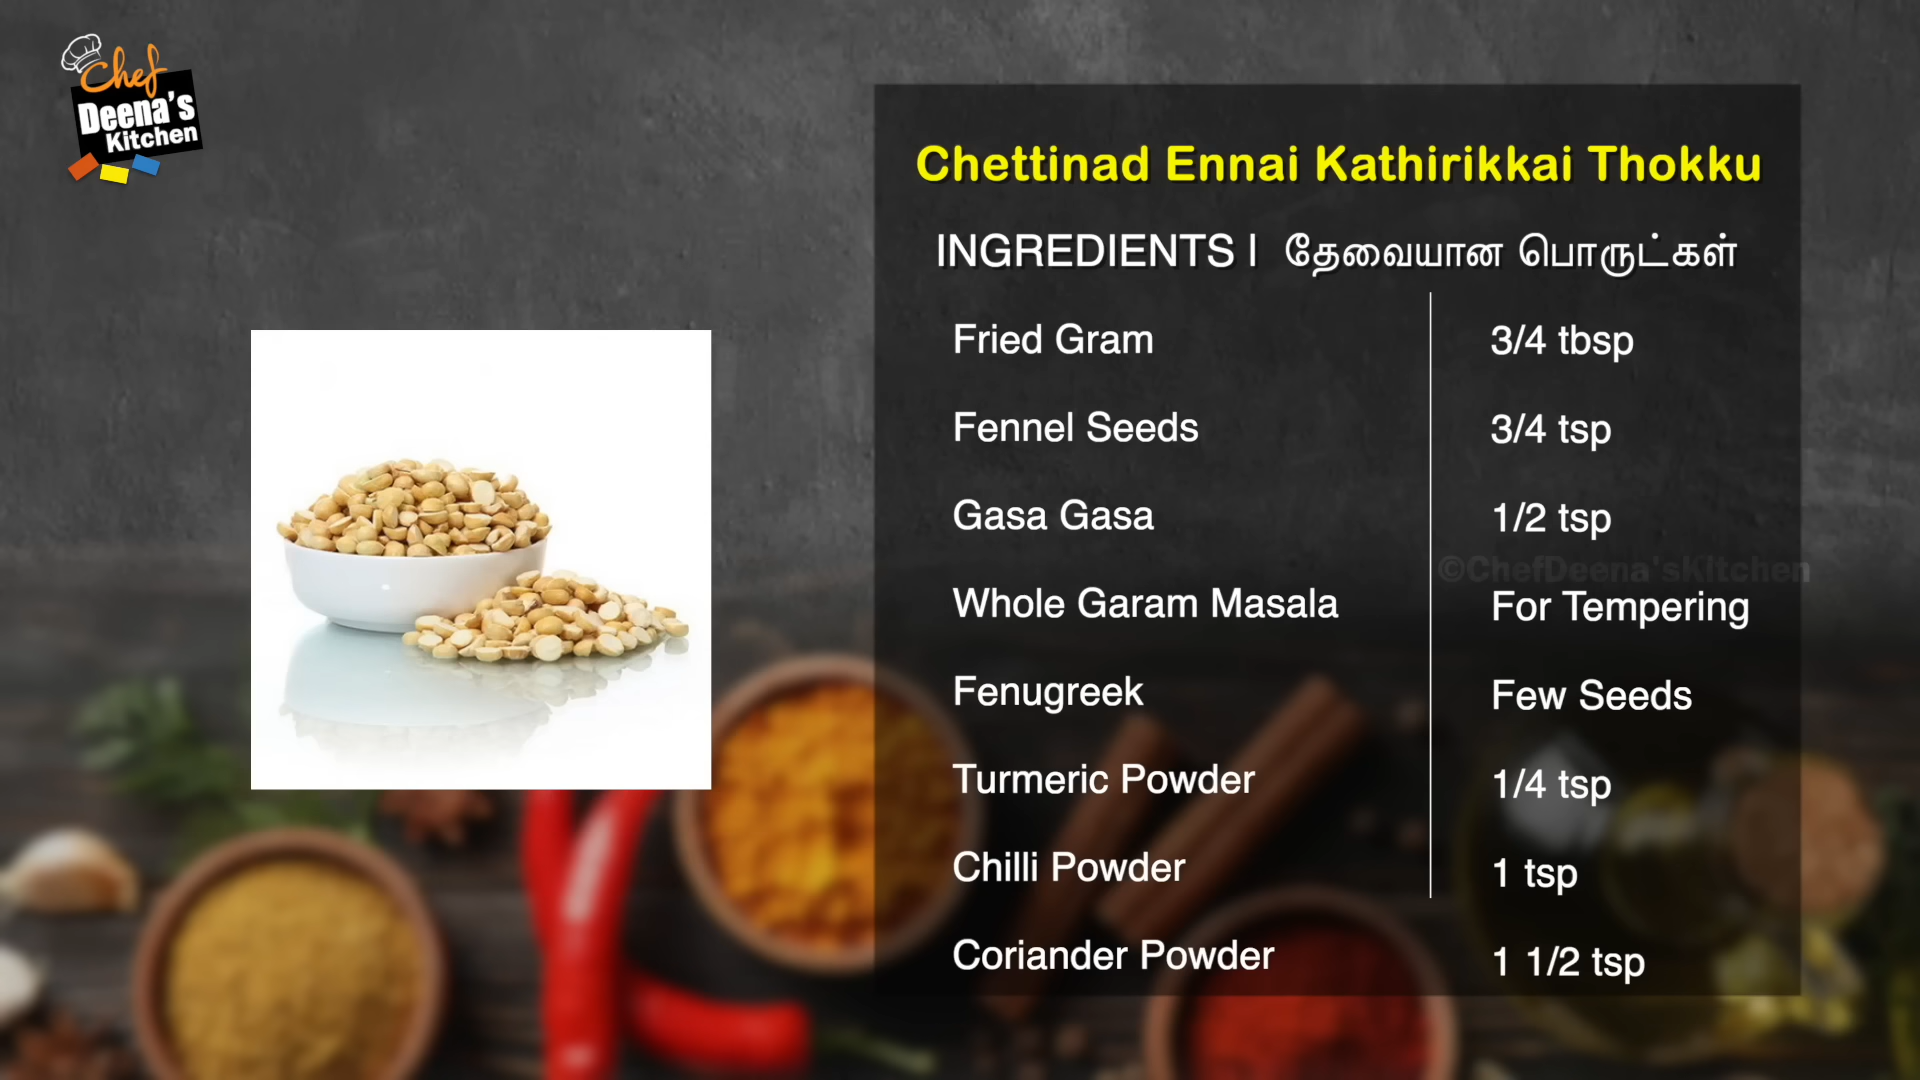 Chef
Deena's
Kitchen
Chettinad Ennai Kathirikkai Thokku
INGREDIENTS | தேவையான பொருட்கள்
Fried Gram 3/4 tbsp
Fennel Seeds 3/4 tsp
Gasa Gasa 1/2 tsp
©ChefDeena'sKitchen
Whole Garam Masala For Tempering
Fenugreek Few Seeds
Turmeric Powder 1/4 tsp
Chilli Powder 1 tsp
Coriander Powder 1 1/2 tsp